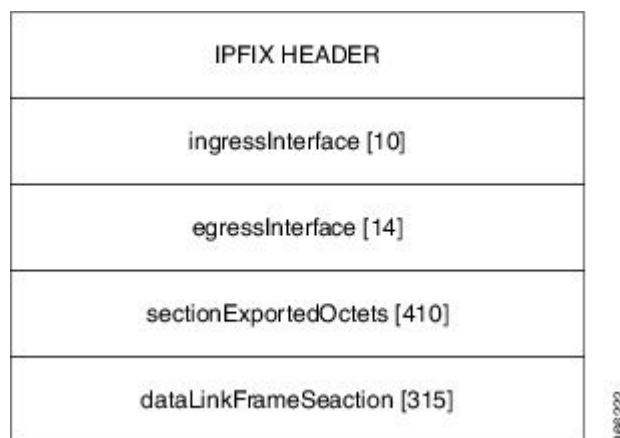 IPFIX HEADER
ingressInterface [10]
egressInterface [14]
sectionExportedOctets [410]
dataLinkFrameSeaction [315]